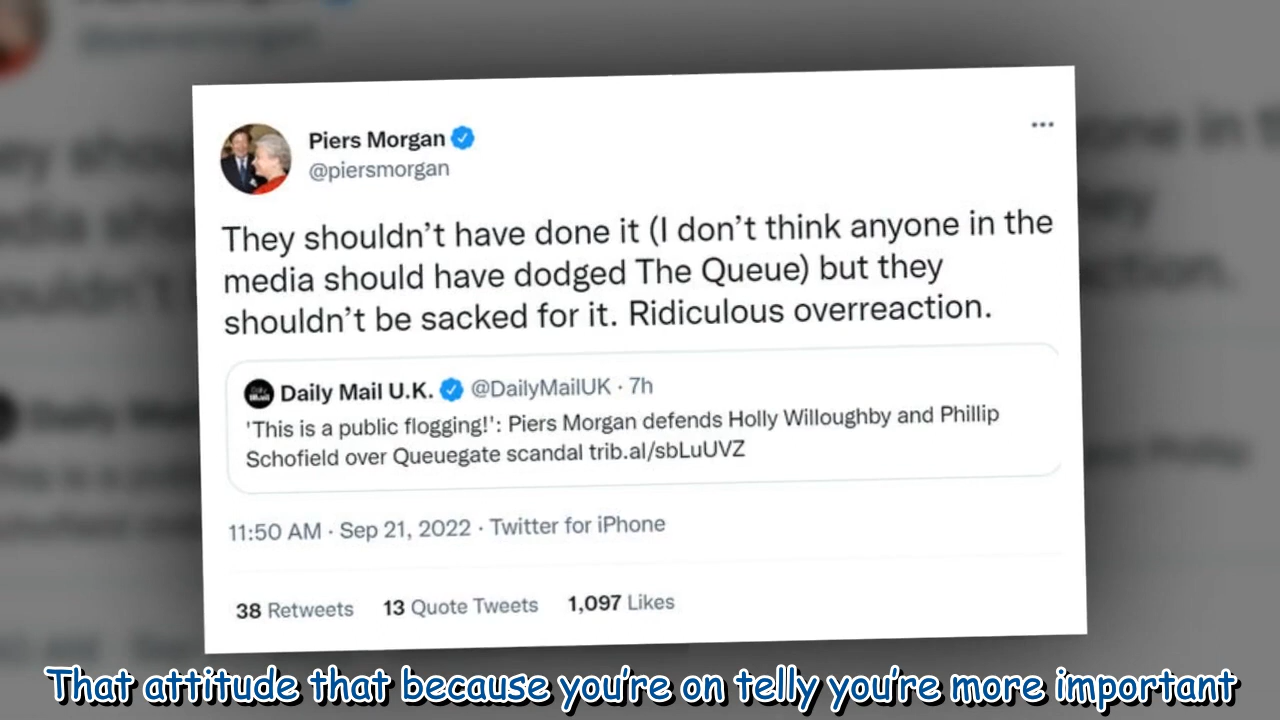 Piers Morgan
@piersmorgan
They shouldn’t have done it (I don’t think anyone in the
media should have dodged The Queue) but they
shouldn’t be sacked for it. Ridiculous overreaction.
Daily Mail U.K. @DailyMailUK · 7h
'This is a public flogging!': Piers Morgan defends Holly Willoughby and Phillip
Schofield over Queuegate scandal trib.al/sbLuUVZ
11:50 AM · Sep 21, 2022 · Twitter for iPhone
38 Retweets 13 Quote Tweets 1,097 Likes
That attitude that because you're on telly you're more important